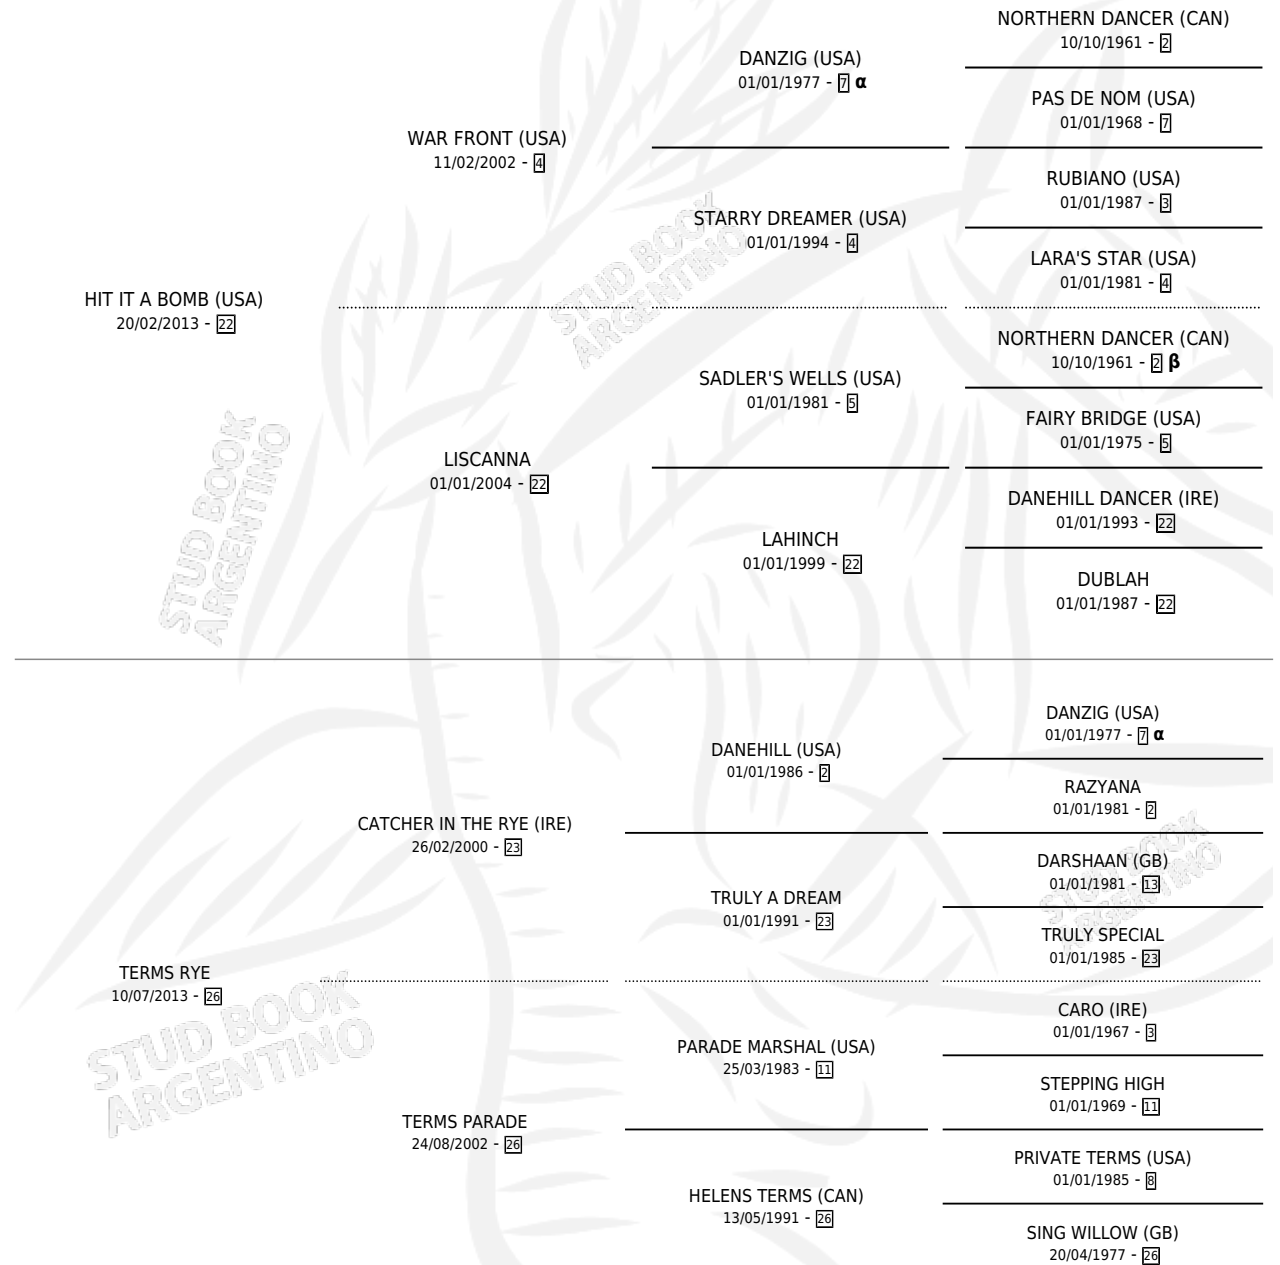 NORTHERN DANCER (CAN)
10/10/1961 - 2
DANZIG (USA)
01/01/1977 - 7 α
PAS DE NOM (USA)
01/01/1968 - 7
WAR FRONT (USA)
11/02/2002 - 4
RUBIANO (USA)
01/01/1987 - 3
STARRY DREAMER (USA)
01/01/1994 - 4
LARA'S STAR (USA)
01/01/1981 - 4
HIT IT A BOMB (USA)
20/02/2013 - 22
NORTHERN DANCER (CAN)
10/10/1961 - 2 β
SADLER'S WELLS (USA)
01/01/1981 - 5
FAIRY BRIDGE (USA)
01/01/1975 - 5
LISCANNA
01/01/2004 - 22
DANEHILL DANCER (IRE)
01/01/1993 - 22
LAHINCH
01/01/1999 - 22
DUBLAH
01/01/1987 - 22
DANZIG (USA)
01/01/1977 - 7 α
DANEHILL (USA)
01/01/1986 - 2
RAZYANA
01/01/1981 - 2
CATCHER IN THE RYE (IRE)
26/02/2000 - 23
DARSHAAN (GB)
01/01/1981 - 13
TRULY A DREAM
01/01/1991 - 23
TRULY SPECIAL
01/01/1985 - 23
TERMS RYE
10/07/2013 - 26
CARO (IRE)
01/01/1967 - 3
PARADE MARSHAL (USA)
25/03/1983 - 11
STEPPING HIGH
01/01/1969 - 11
TERMS PARADE
24/08/2002 - 26
PRIVATE TERMS (USA)
01/01/1985 - 8
HELENS TERMS (CAN)
13/05/1991 - 26
SING WILLOW (GB)
20/04/1977 - 26
STUD BOOK
ARGENTINO
STUD BOOK
ARGENTINO
STUD BOOK
ARGENTINO
STUD BOOK
ARGENTINO